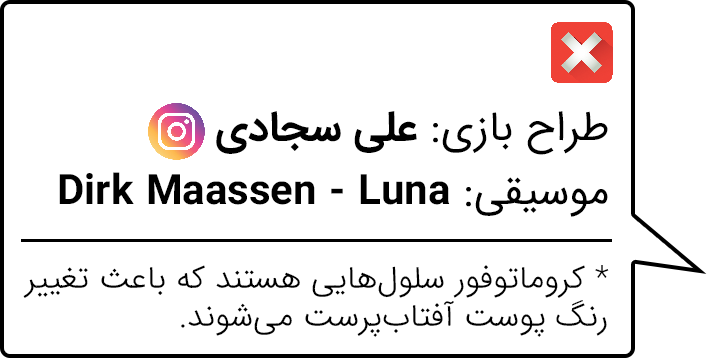 طراح بازی: علی سجادی
موسیقی: Dirk Maassen - Luna
* کروماتوفور سلول‌هایی هستند که باعث تغییر
رنگ پوست آفتاب‌پرست می‌شوند.